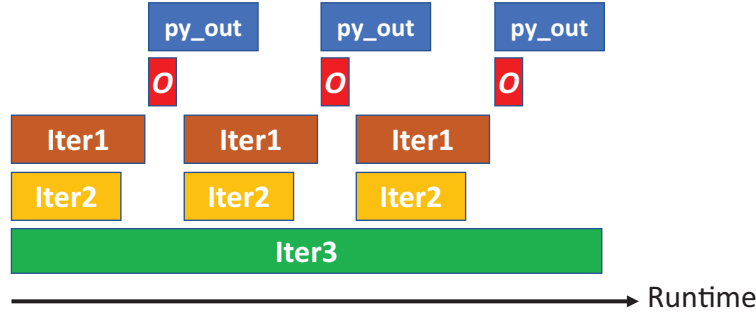 py_out py_out py_out
O O O
Iter1 Iter1 Iter1
Iter2 Iter2 Iter2
Iter3
Runtime